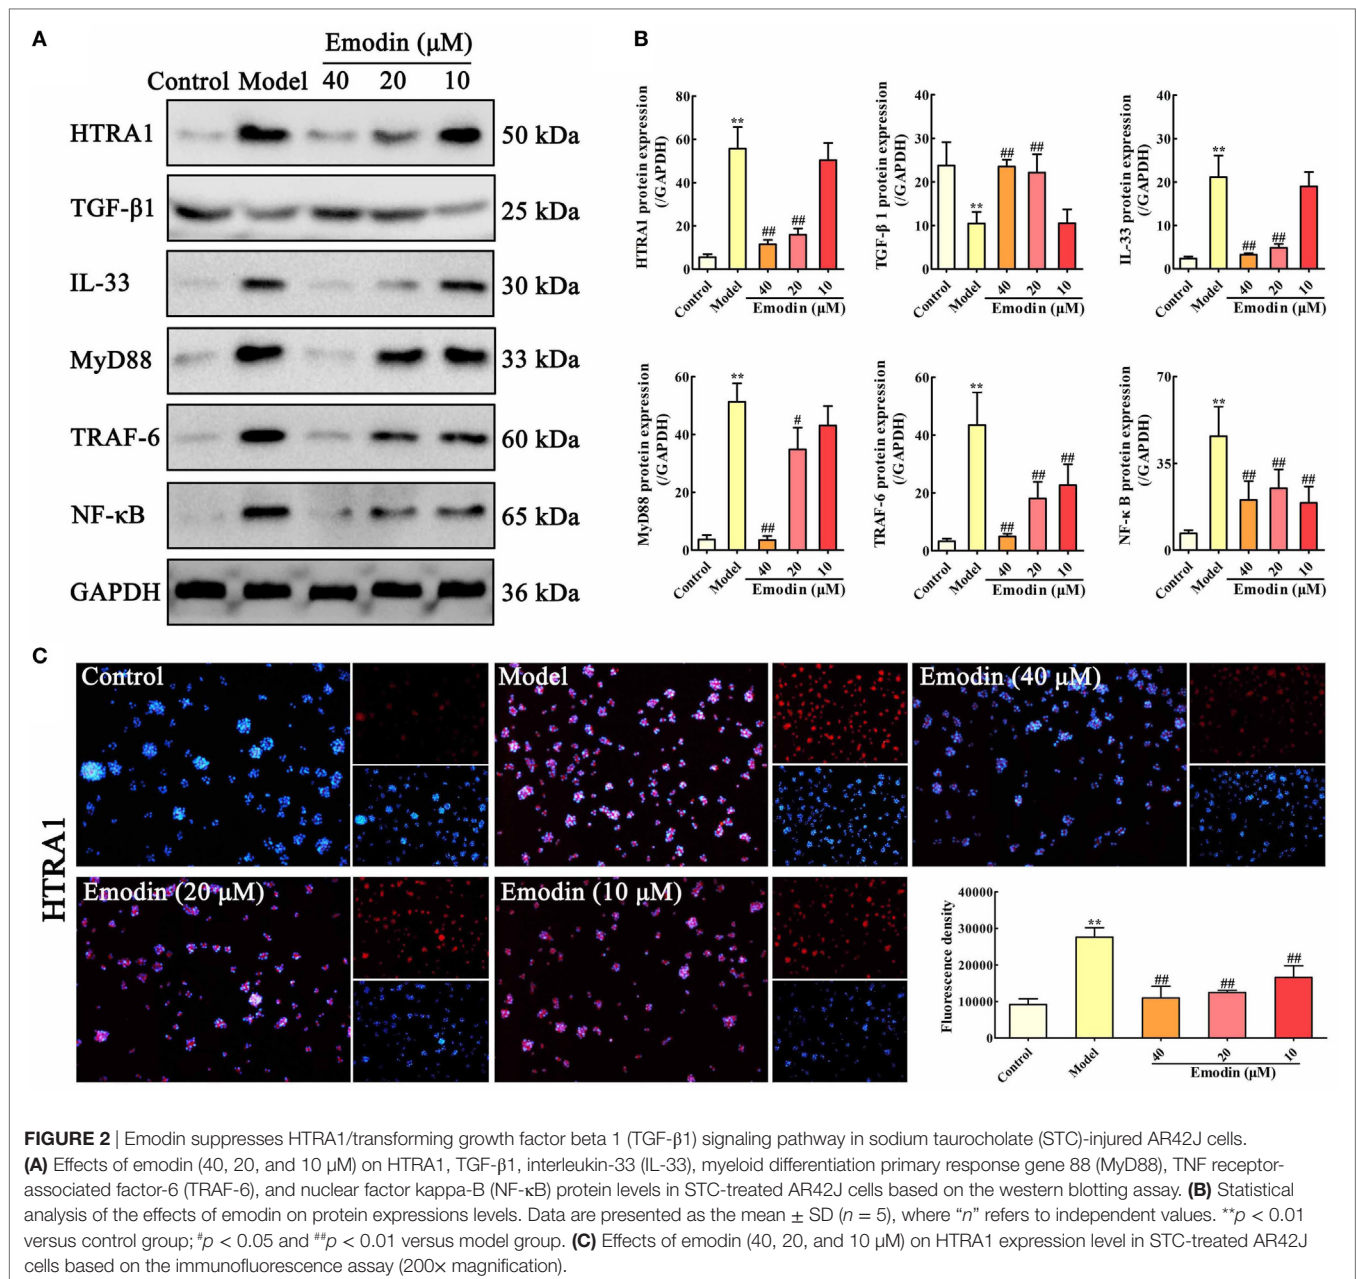 A
Emodin (μM)
Control Model 40 20 10
HTRA1 50 kDa
TGF-β1 25 kDa
IL-33 30 kDa
MyD88 33 kDa
TRAF-6 60 kDa
NF-κB 65 kDa
GAPDH 36 kDa
B
HTRA1 protein expression
(/GAPDH)
80
60
40
20
0
**
##
##
Control
Model
40
20
10
Emodin (μM)
TGF-β 1 protein expression
(/GAPDH)
40
30
20
10
0
**
##
##
Control
Model
40
20
10
Emodin (μM)
IL-33 protein expression
(/GAPDH)
40
30
20
10
0
**
##
##
Control
Model
40
20
10
Emodin (μM)
MyD88 protein expression
(/GAPDH)
60
40
20
0
**
##
#
Control
Model
40
20
10
Emodin (μM)
TRAF-6 protein expression
(/GAPDH)
60
40
20
0
**
##
##
##
Control
Model
40
20
10
Emodin (μM)
NF-κ B protein expression
(/GAPDH)
70
35
0
**
##
##
##
Control
Model
40
20
10
Emodin (μM)
C
HTRA1
Control
Model
Emodin (40 μM)
Emodin (20 μM)
Emodin (10 μM)
Fluorescence density
40000
30000
20000
10000
0
**
##
##
##
Control
Model
40
20
10
Emodin (μM)
FIGURE 2 | Emodin suppresses HTRA1/transforming growth factor beta 1 (TGF-β1) signaling pathway in sodium taurocholate (STC)-injured AR42J cells.
(A) Effects of emodin (40, 20, and 10 μM) on HTRA1, TGF-β1, interleukin-33 (IL-33), myeloid differentiation primary response gene 88 (MyD88), TNF receptor-
associated factor-6 (TRAF-6), and nuclear factor kappa-B (NF-κB) protein levels in STC-treated AR42J cells based on the western blotting assay. (B) Statistical
analysis of the effects of emodin on protein expressions levels. Data are presented as the mean ± SD (n = 5), where “n” refers to independent values. **p < 0.01
versus control group; #p < 0.05 and ##p < 0.01 versus model group. (C) Effects of emodin (40, 20, and 10 μM) on HTRA1 expression level in STC-treated AR42J
cells based on the immunofluorescence assay (200× magnification).